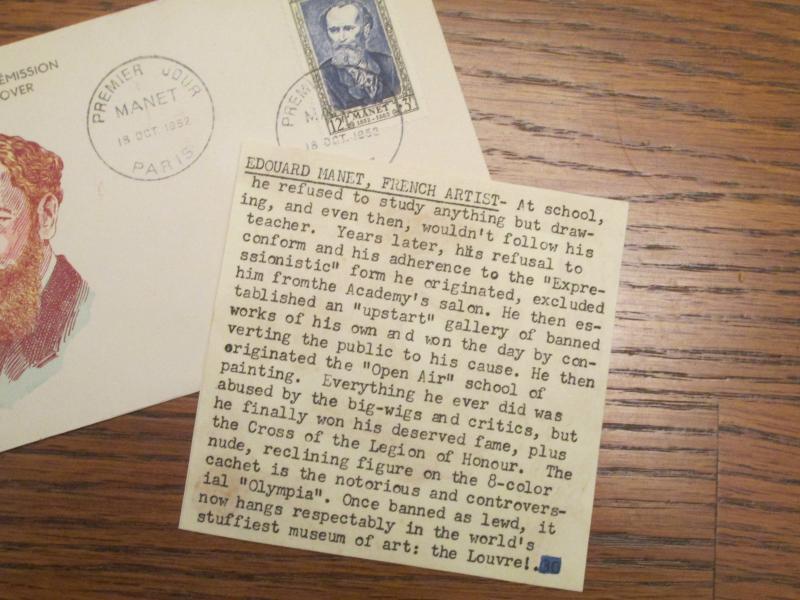 ÉMISSION
OVER
PREMIER JOUR
MANET
18 OCT. 1952
PARIS
12F MANET +3F
1832-1883
PREMI
M
18 OCT. 1952
EDOUARD MANET, FRENCH ARTIST- At school,
he refused to study anything but draw-
ing, and even then, wouldn't follow his
teacher. Years later, his refusal to
conform and his adherence to the "Expre-
ssionistic" form he originated, excluded
him fromthe Academy's salon. He then es-
tablished an "upstart" gallery of banned
works of his own and won the day by con-
verting the public to his cause. He then
originated the "Open Air" school of
painting. Everything he ever did was
abused by the big-wigs and critics, but
he finally won his deserved fame, plus
the Cross of the Legion of Honour. The
nude, reclining figure on the 8-color
cachet is the notorious and controvers-
ial "Olympia". Once banned as lewd, it
now hangs respectably in the world's
stuffiest museum of art: the Louvre!.30